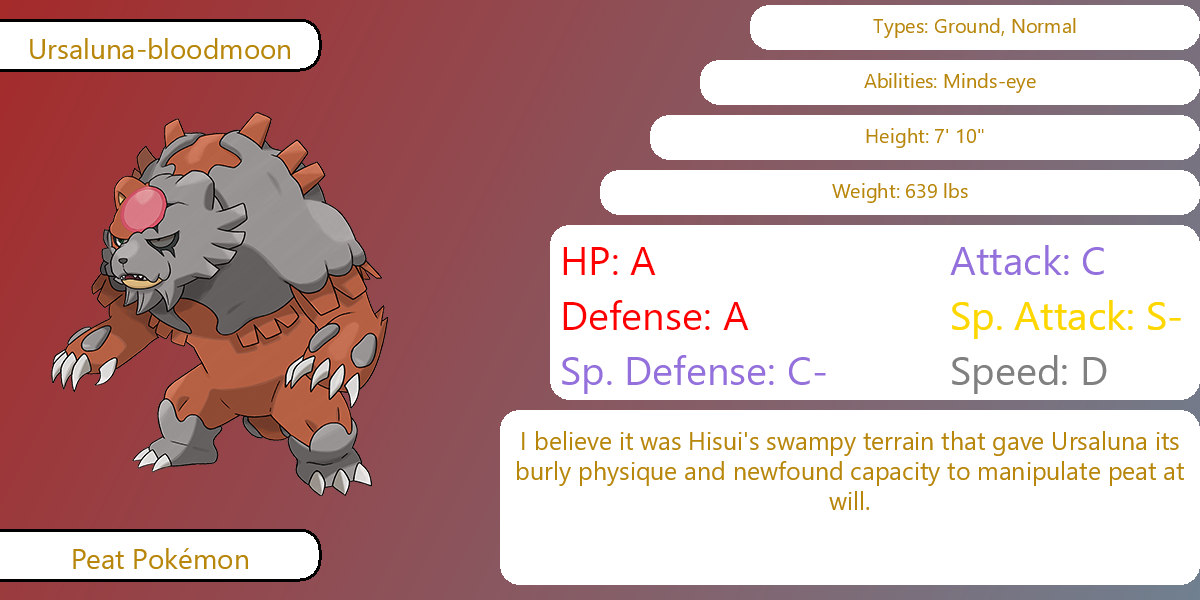 Ursaluna-bloodmoon
Types: Ground, Normal
Abilities: Minds-eye
Height: 7' 10"
Weight: 639 lbs
HP: A
Attack: C
Defense: A
Sp. Attack: S-
Sp. Defense: C-
Speed: D
I believe it was Hisui's swampy terrain that gave Ursaluna its
burly physique and newfound capacity to manipulate peat at
will.
Peat Pokémon